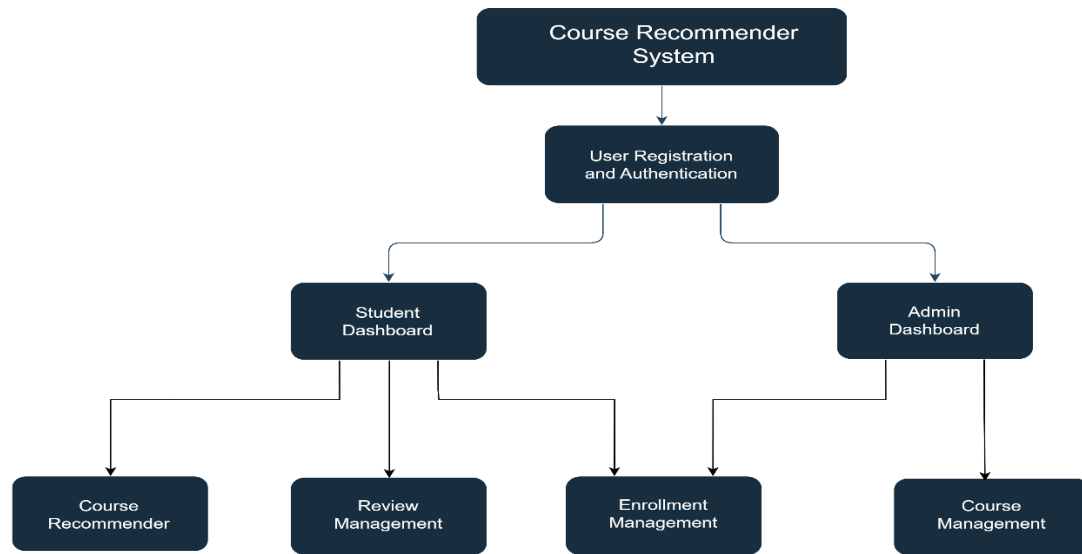 Course Recommender
System
User Registration
and Authentication
Student
Dashboard
Admin
Dashboard
Course
Recommender
Review
Management
Enrollment
Management
Course
Management